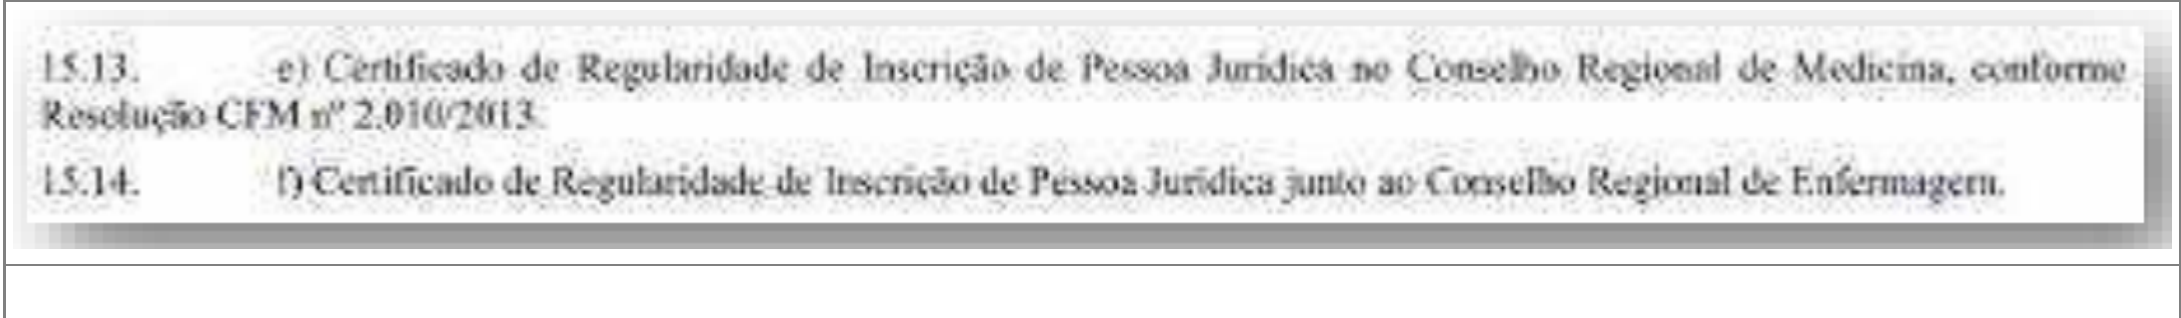 15.13. e) Certificado de Regularidade de Inscrição de Pessoa Jurídica no Conselho Regional de Medicina, conforme
Resolução CFM nº 2.010/2013.
15.14. f) Certificado de Regularidade de Inscrição de Pessoa Jurídica junto ao Conselho Regional de Enfermagem.